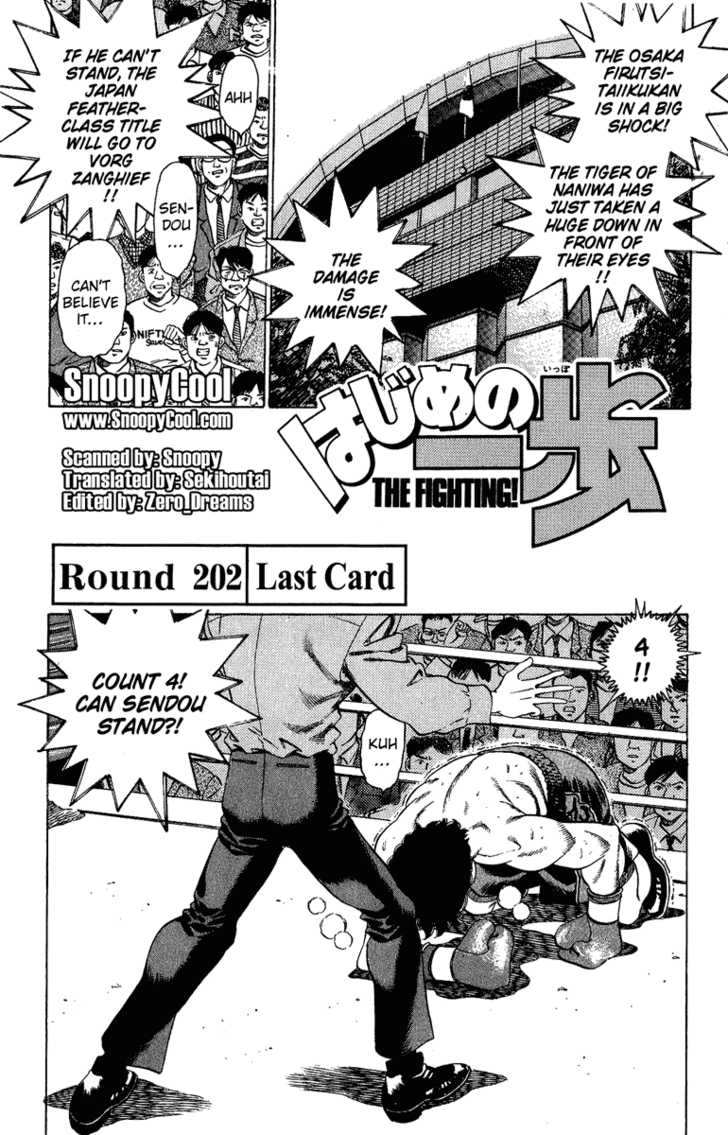 THE OSAKA
FIRUTSI-
TAIIKUKAN
IS IN A BIG
SHOCK!
THE TIGER OF
NANIWA HAS
JUST TAKEN A
HUGE DOWN IN
FRONT OF
THEIR EYES
!!
THE
DAMAGE
IS
IMMENSE!
IF HE CAN'T
STAND, THE
JAPAN
FEATHER-
CLASS TITLE
WILL GO TO
VORG
ZANGHIEF
!!
AHH
SEN-
DOU
...
CAN'T
BELIEVE
IT...
NIFTY
SnoopyCool
www.SnoopyCool.com
Scanned by: Snoopy
Translated by: Sekihoutai
Edited by: Zero_Dreams
いっぽ
はじめの一歩
THE FIGHTING!
Round 202 Last Card
4
!!
COUNT 4!
CAN SENDOU
STAND?!
KUH
...